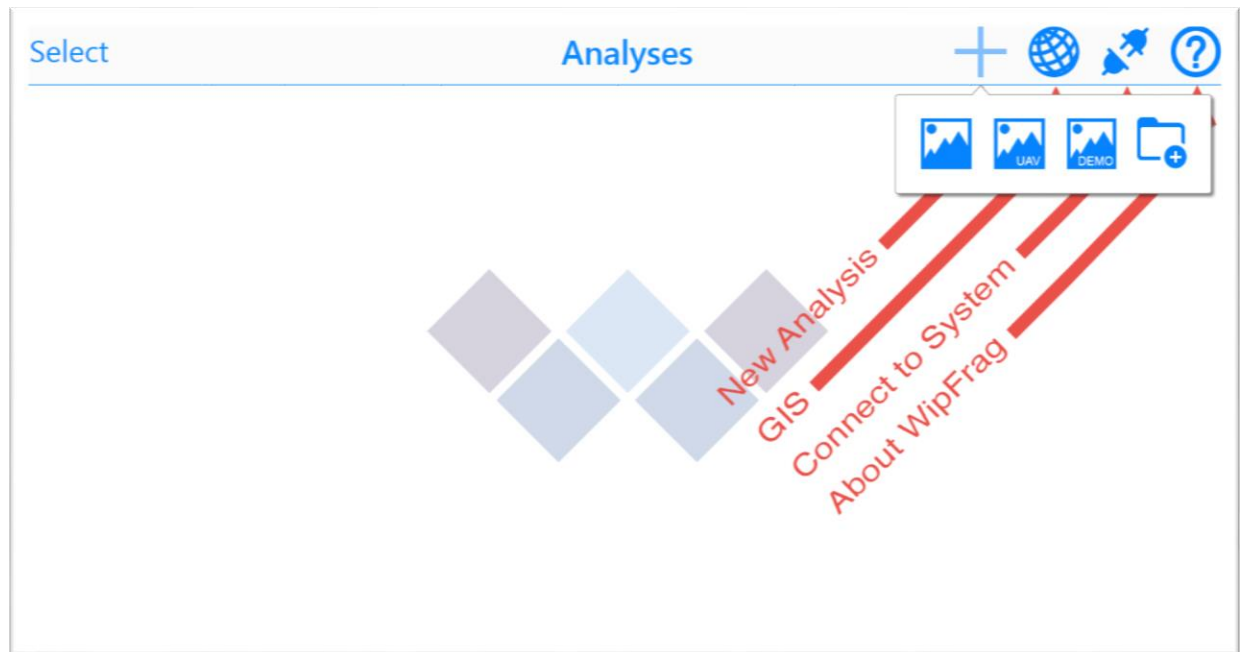 Select
Analyses
UAV
DEMO
New Analysis
GIS
Connect to System
About WipFrag